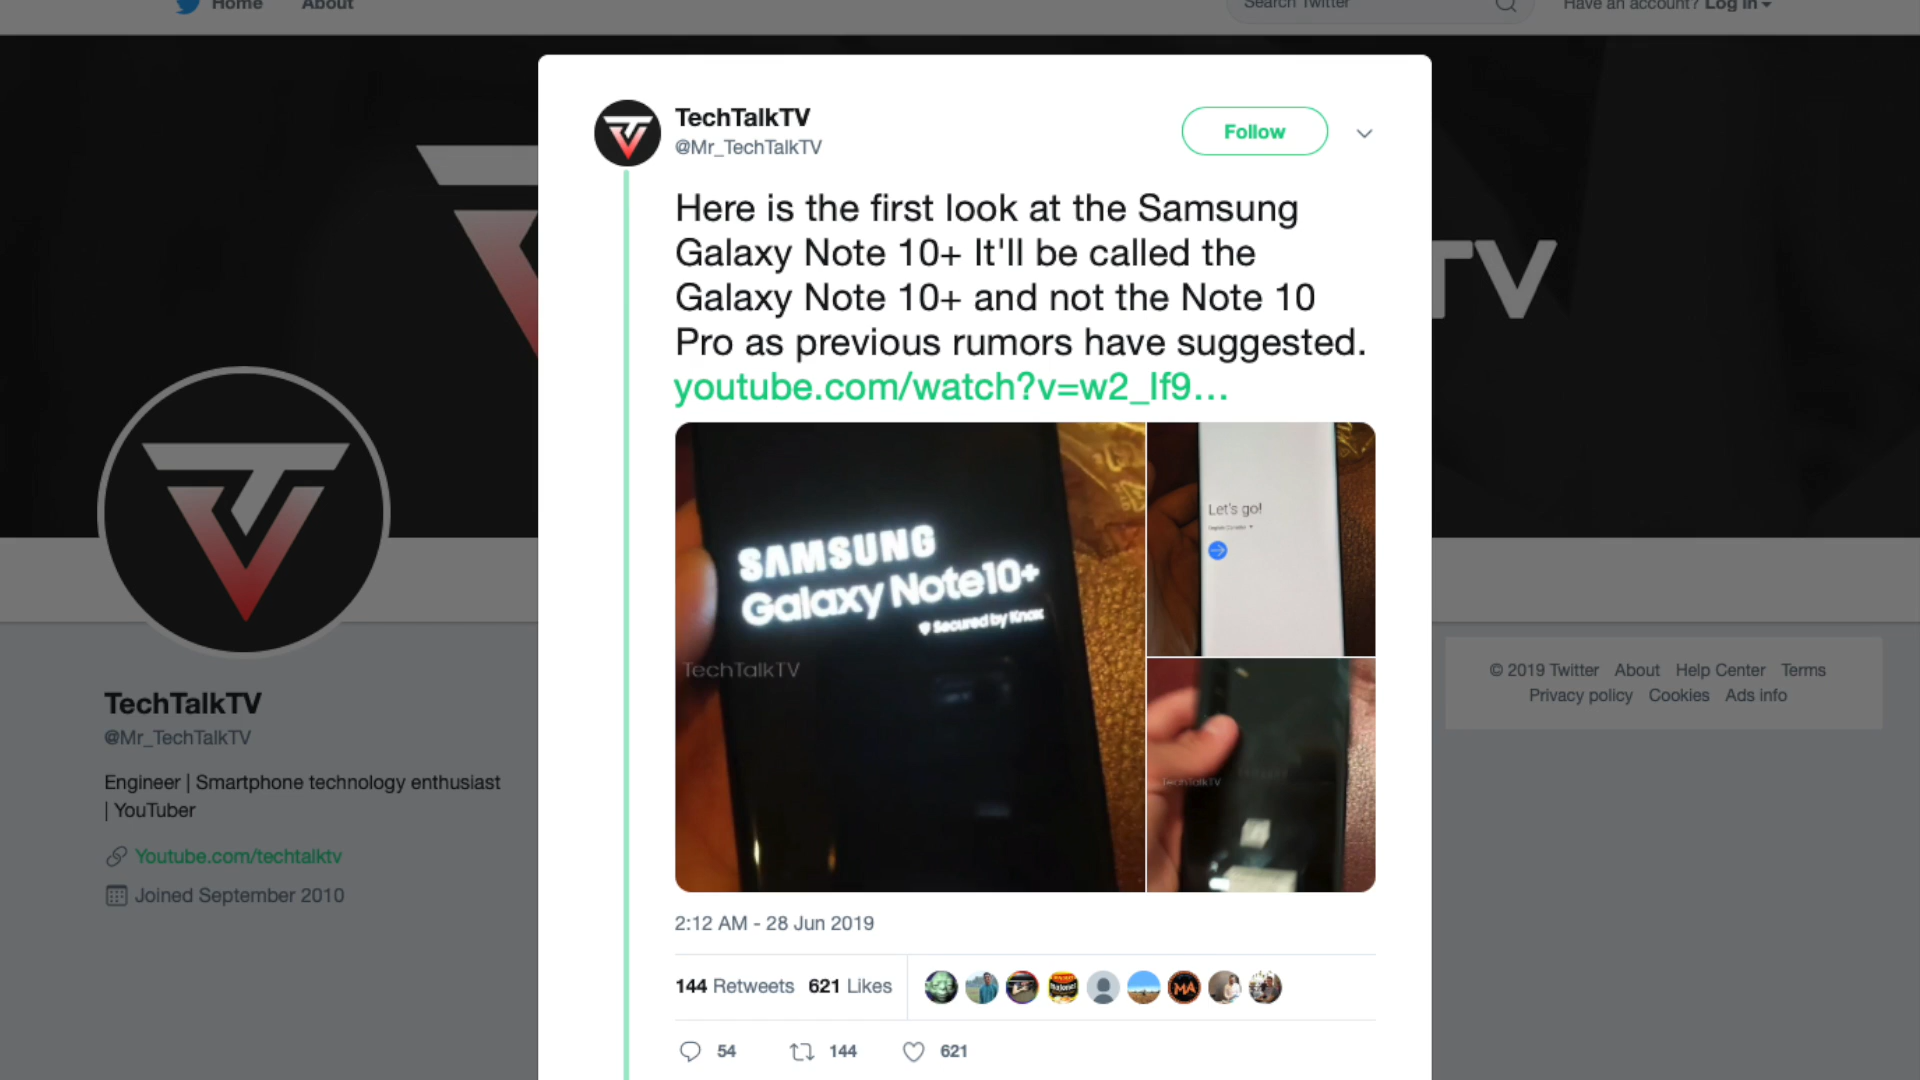 Home About
Search Twitter
Have an account? Log in
TechTalkTV
@Mr_TechTalkTV
Follow
Here is the first look at the Samsung
Galaxy Note 10+ It'll be called the
Galaxy Note 10+ and not the Note 10
Pro as previous rumors have suggested.
youtube.com/watch?v=w2_lf9...
SAMSUNG
Galaxy Note10+
Secured by Knox
TechTalkTV
Let's go!
TechTalkTV
2:12 AM - 28 Jun 2019
144 Retweets 621 Likes
MA
54 144 621
TV
TechTalkTV
@Mr_TechTalkTV
Engineer | Smartphone technology enthusiast
| YouTuber
Youtube.com/techtalktv
Joined September 2010
© 2019 Twitter About Help Center Terms
Privacy policy Cookies Ads info